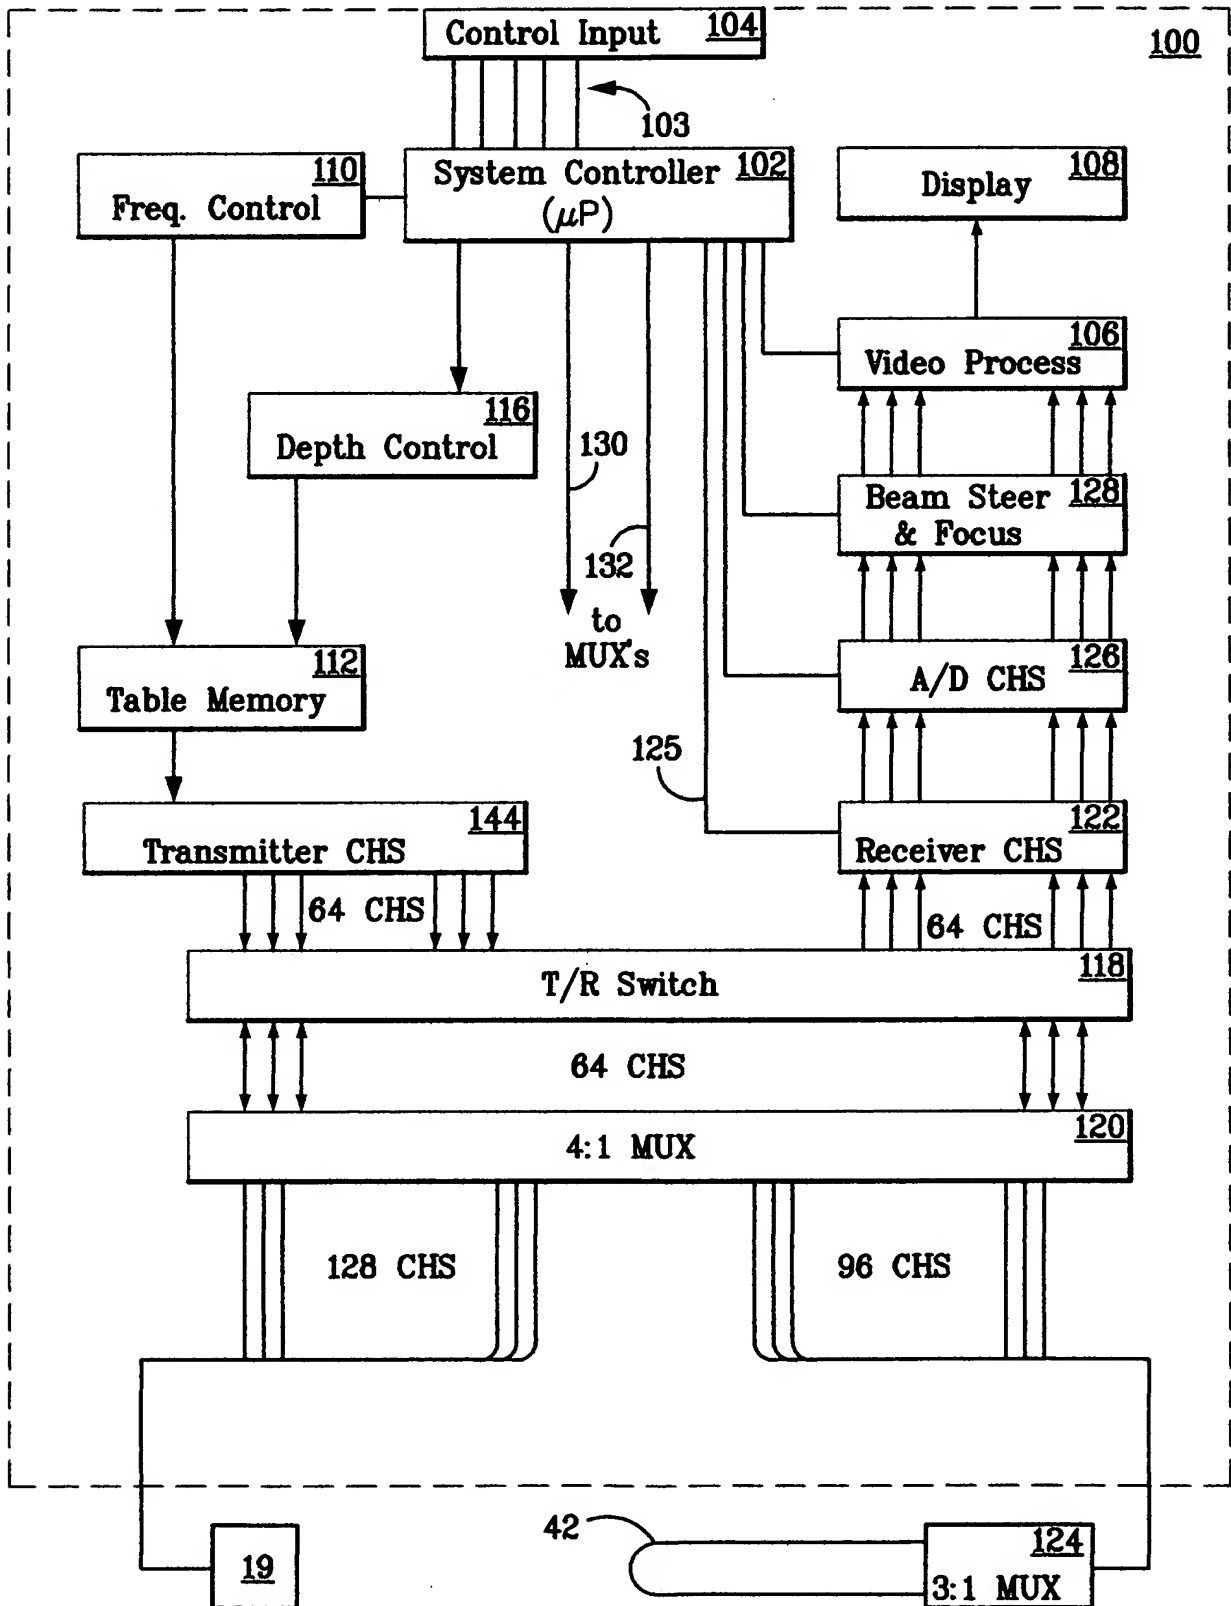 Control Input 104
100
103
110
Freq. Control
System Controller 102
(μP)
108
Display
106
Video Process
116
Depth Control
130
128
Beam Steer
& Focus
132
to
MUX's
112
Table Memory
126
A/D CHS
125
144
Transmitter CHS
122
Receiver CHS
64 CHS
64 CHS
118
T/R Switch
64 CHS
120
4:1 MUX
128 CHS
96 CHS
42
19
124
3:1 MUX